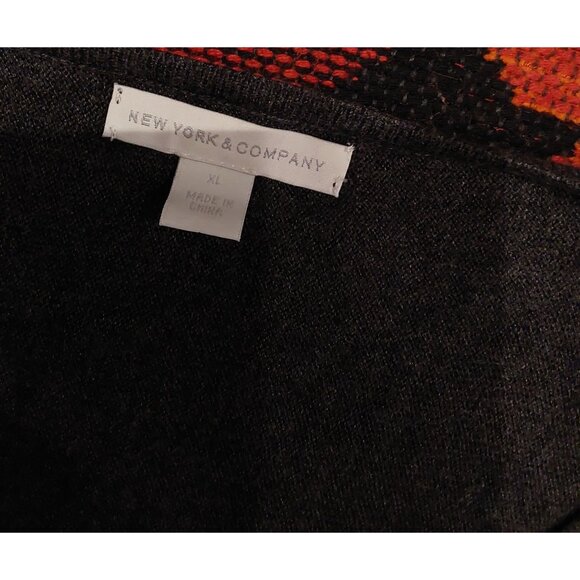 NEW YORK & COMPANY
XL
MADE IN
CHINA